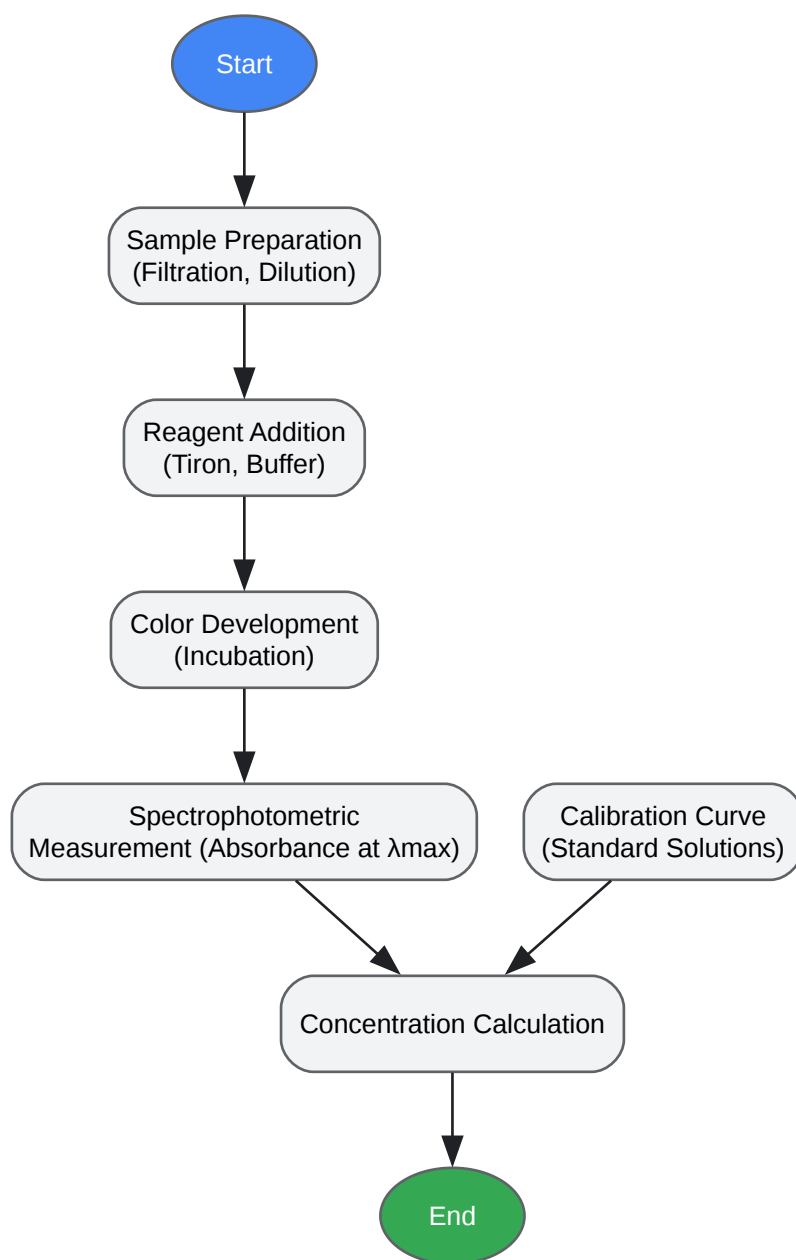 Start
Sample Preparation
(Filtration, Dilution)
Reagent Addition
(Tiron, Buffer)
Color Development
(Incubation)
Spectrophotometric
Measurement (Absorbance at λmax)
Calibration Curve
(Standard Solutions)
Concentration Calculation
End